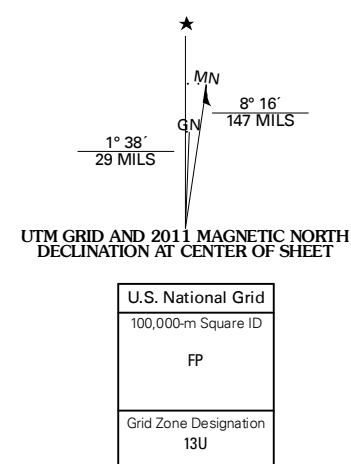 ★
MN
GN
8° 16´
147 MILS
1° 38´
29 MILS
UTM GRID AND 2011 MAGNETIC NORTH
DECLINATION AT CENTER OF SHEET
U.S. National Grid
100,000-m Square ID
FP
Grid Zone Designation
13U